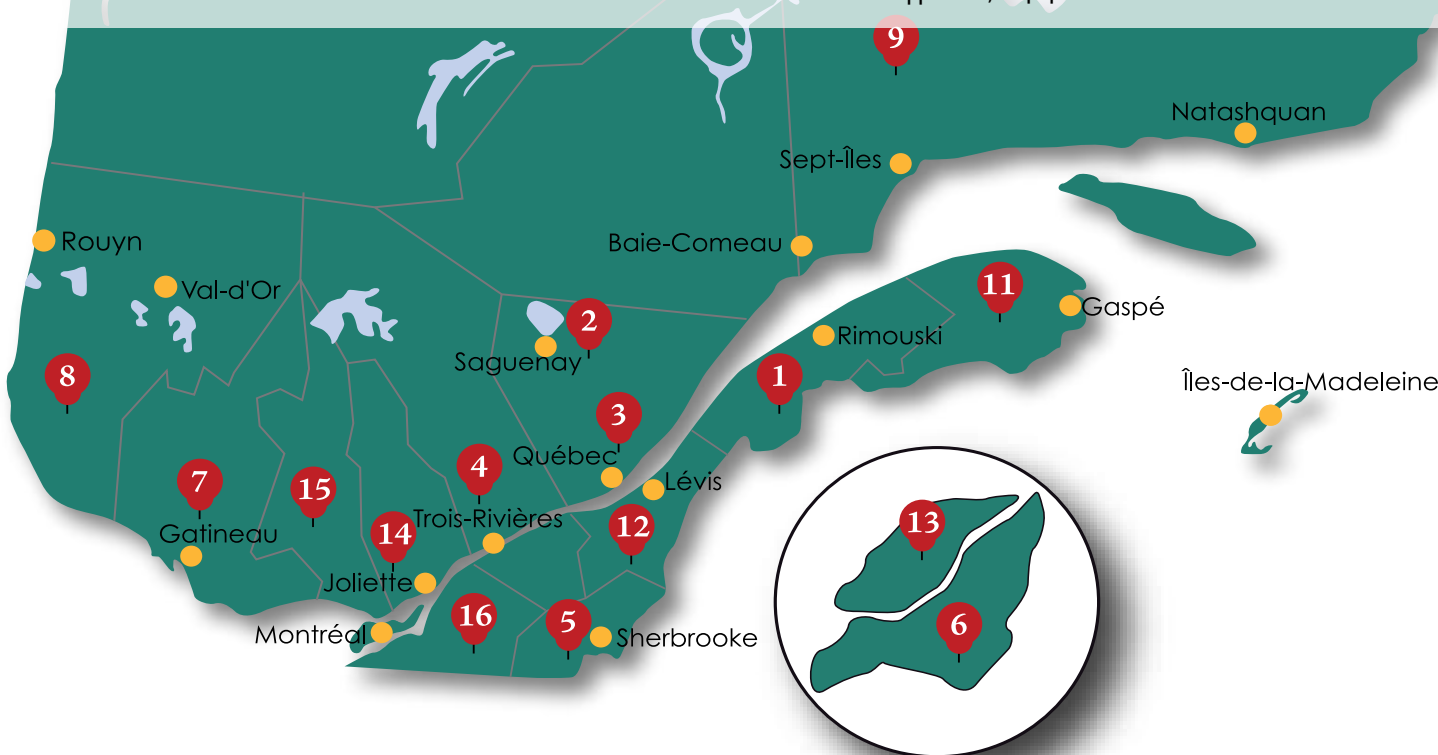 9
Natashquan
Sept-Îles
Rouyn
Baie-Comeau
Val-d'Or
11
Gaspé
2
Rimouski
Saguenay
8
1
Îles-de-la-Madeleine
3
Québec
4
7
15
Lévis
Trois-Rivières
12
13
14
Gatineau
Joliette
16
5
6
Montréal
Sherbrooke